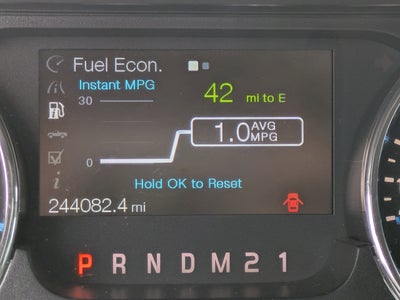 Fuel Econ.
Instant MPG
30
42 mi to E
1.0 AVG MPG
0
Hold OK to Reset
i
244082.4 mi
P R N D M 2 1